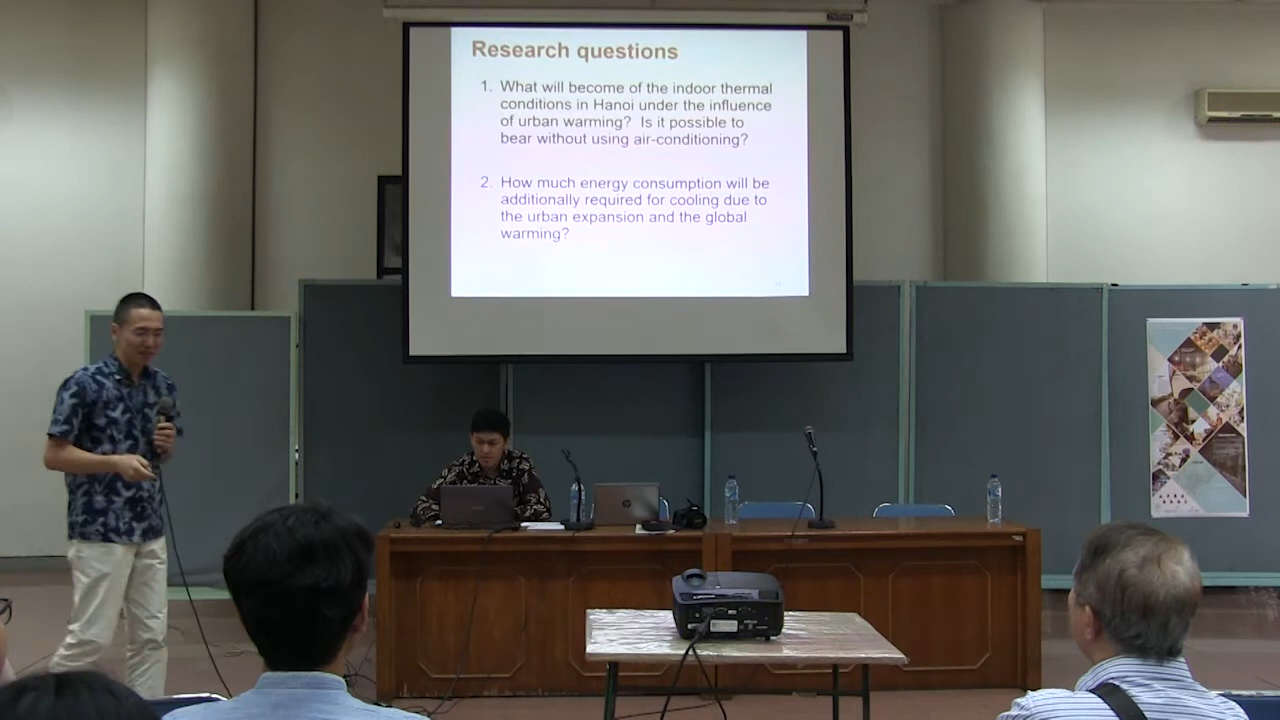 Research questions
1. What will become of the indoor thermal
conditions in Hanoi under the influence
of urban warming? Is it possible to
bear without using air-conditioning?
2. How much energy consumption will be
additionally required for cooling due to
the urban expansion and the global
warming?